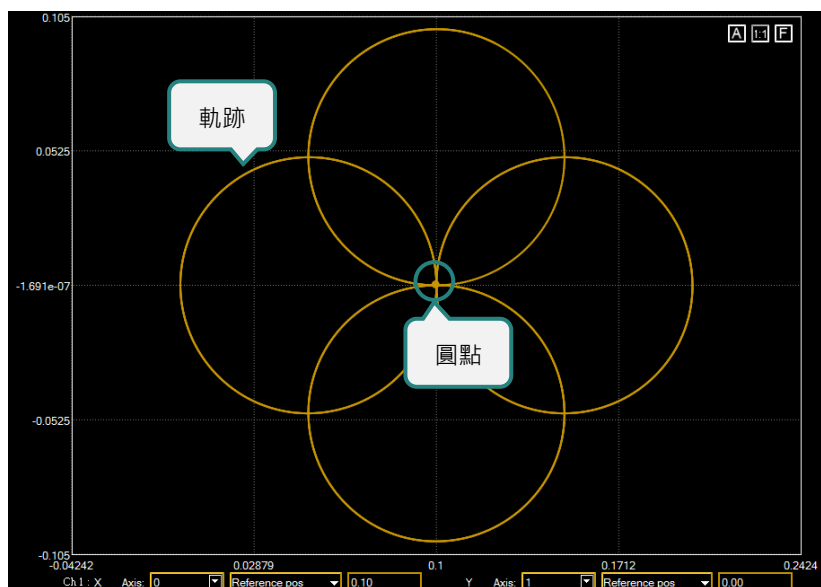 0.105
A 1:1 F
軌跡
0.0525
-1.691e-07
圓點
-0.0525
-0.105
-0.04242 0.02879 0.1 0.1712 0.2424
Ch 1 : X Axis: 0 Reference pos 0.10 Y Axis: 1 Reference pos 0.00